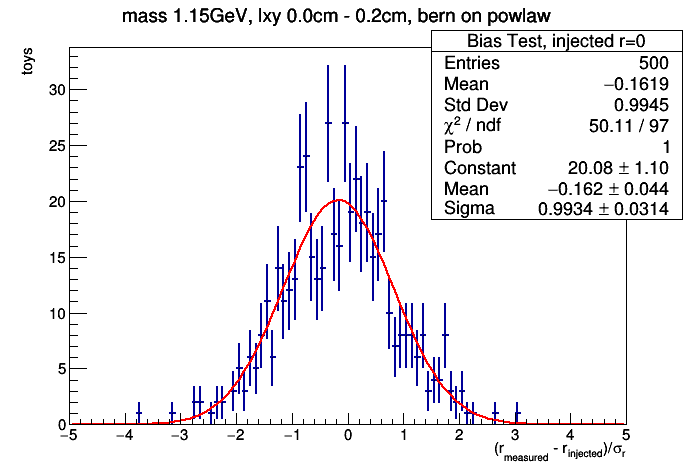 mass 1.15GeV, lxy 0.0cm - 0.2cm, bern on powlaw
Bias Test, injected r=0
Entries 500
Mean −0.1619
Std Dev 0.9945
χ² / ndf 50.11 / 97
Prob 1
Constant 20.08 ± 1.10
Mean −0.162 ± 0.044
Sigma 0.9934 ± 0.0314
toys
30
25
20
15
10
5
0
−5 −4 −3 −2 −1 0 1 2 3 4 5
(r_measured - r_injected)/σ_r